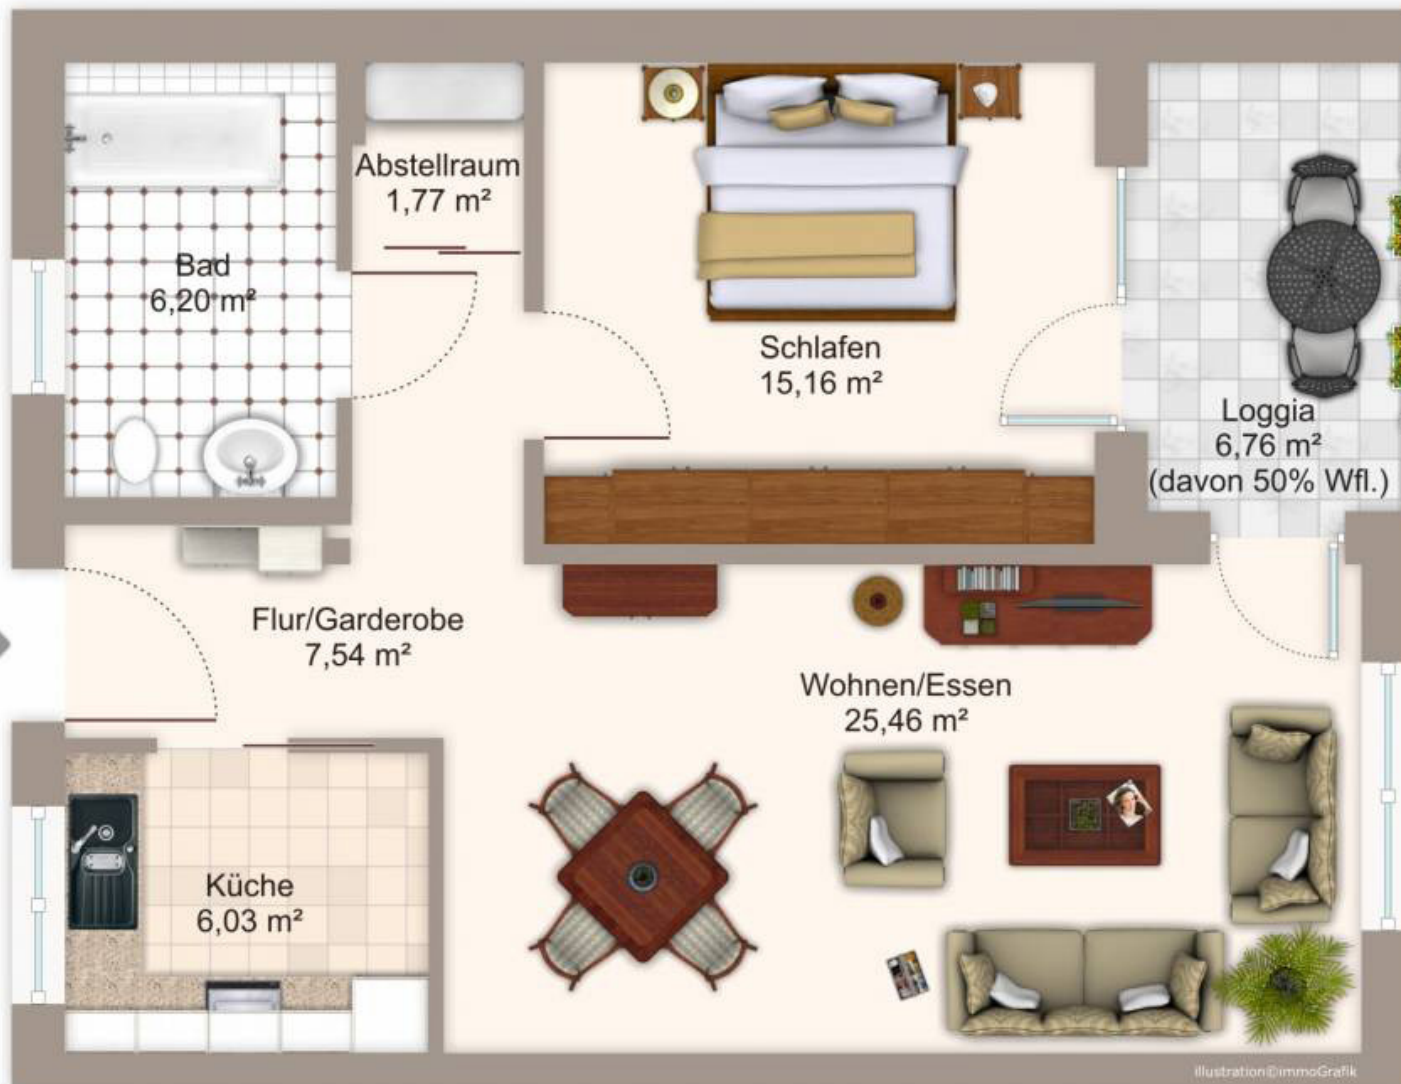 Abstellraum
1,77 m²
Bad
6,20 m²
Schlafen
15,16 m²
Loggia
6,76 m²
(davon 50% Wfl.)
Flur/Garderobe
7,54 m²
Wohnen/Essen
25,46 m²
Küche
6,03 m²
Illustration©immoGrafik